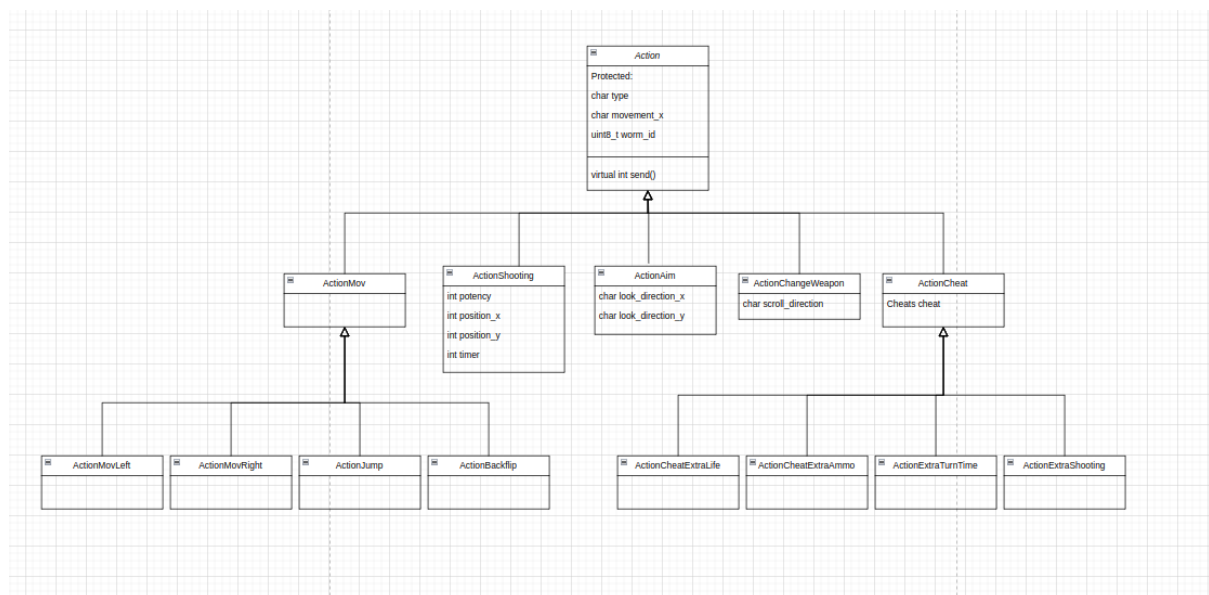 Action
Protected:
char type
char movement_x
uint8_t worm_id
virtual int send()
ActionMov
ActionShooting
int potency
int position_x
int position_y
int timer
ActionAim
char look_direction_x
char look_direction_y
ActionChangeWeapon
char scroll_direction
ActionCheat
Cheats cheat
ActionMovLeft
ActionMovRight
ActionJump
ActionBackflip
ActionCheatExtraLife
ActionCheatExtraAmmo
ActionExtraTurnTime
ActionExtraShooting